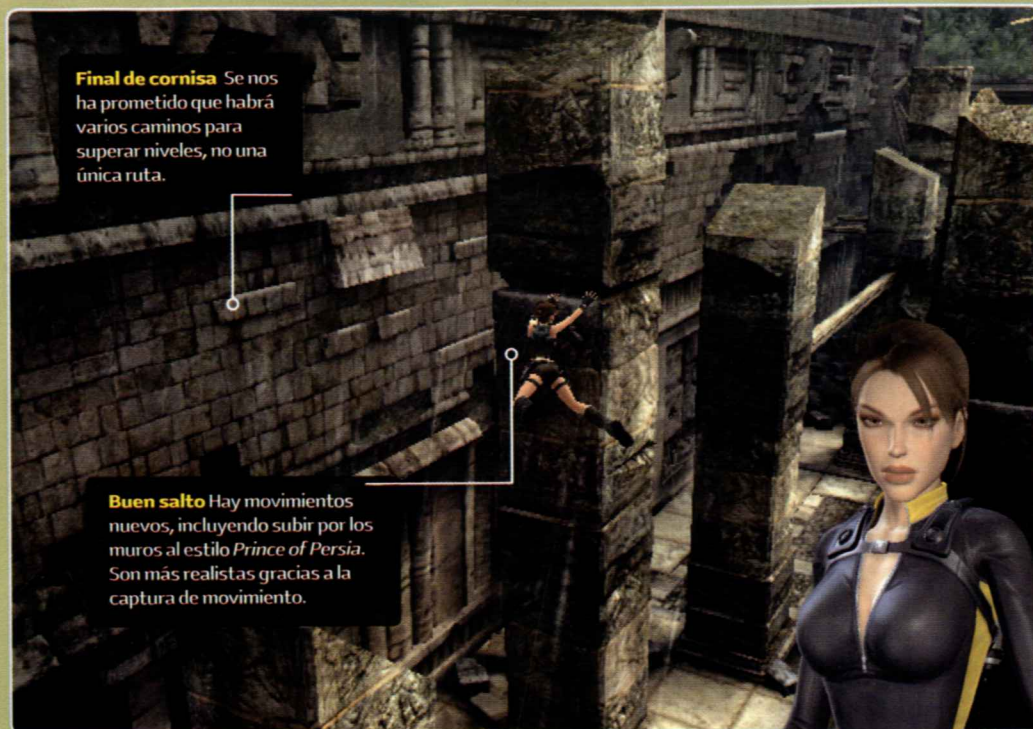 Final de cornisa Se nos
ha prometido que habrá
varios caminos para
superar niveles, no una
única ruta.
Buen salto Hay movimientos
nuevos, incluyendo subir por los
muros al estilo Prince of Persia.
Son más realistas gracias a la
captura de movimiento.